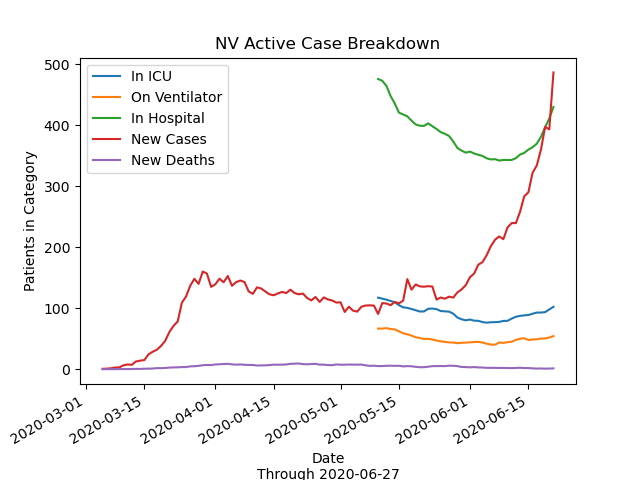 NV Active Case Breakdown
500
400
300
200
100
0
Patients in Category
In ICU
On Ventilator
In Hospital
New Cases
New Deaths
2020-03-01
2020-03-15
2020-04-01
2020-04-15
2020-05-01
2020-05-15
2020-06-01
2020-06-15
Date
Through 2020-06-27